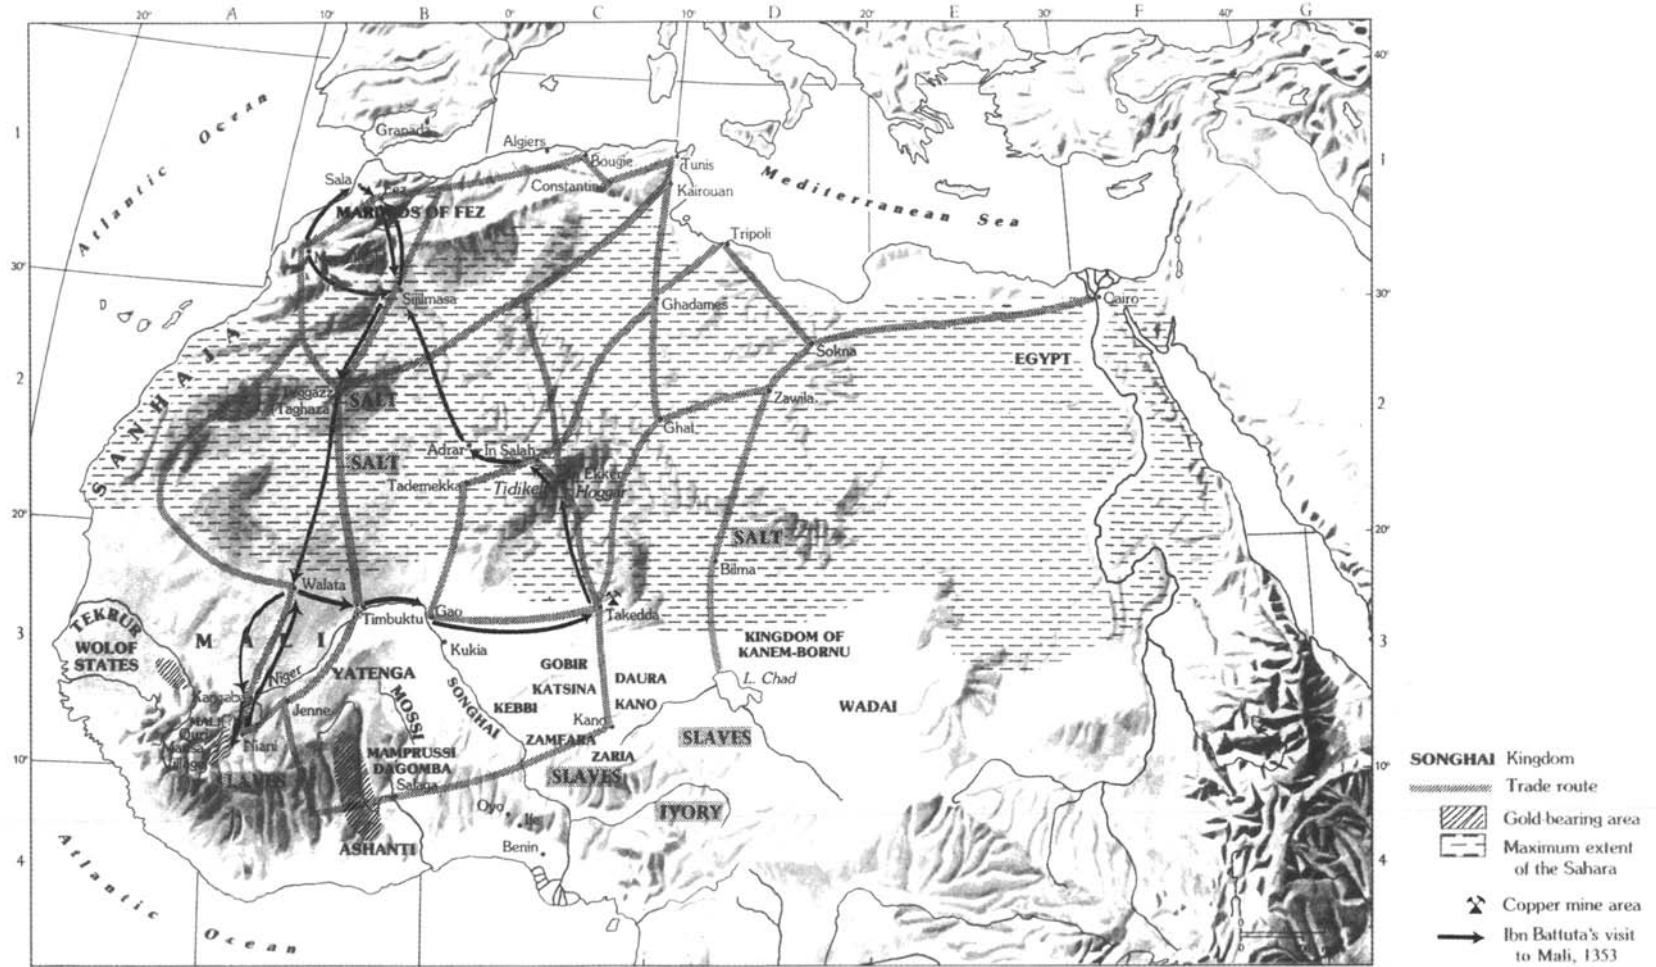 20° A 10° B 0° C 10° D 20° E 30° F 40° G
40°
Atlantic Ocean
1
Granada
Algiers
Bougie
Tunis
1
Sala
Fez
Constantine
Kairouan
Mediterranean Sea
OF FEZ
Tripoli
30°
Sijilmasa
Ghadames
Cairo
30°
SANHAJA
Sokna
EGYPT
2
Taghaza
SALT
Zawila
2
Ghat
Adrar
In Salah
SALT
Ekker
Tademekka
Hoggar
20°
SALT
20°
Bilma
Walata
TEKRUR
Timbuktu
Gao
Takedda
3
WOLOF
STATES
MALI
Kukia
KINGDOM OF
KANEM-BORNU
3
Niger
YATENGA
GOBIR
DAURA
L. Chad
KATSINA
SONGHAI
MOSSI
KEBBI
KANO
WADAI
Jenne
Kano
Niani
ZAMFARA
SLAVES
MAMPRUSSI
DAGOMBA
ZARIA
10°
SLAVES
Salaga
SLAVES
10°
Oyo
Ife
IVORY
ASHANTI
Benin
4
4
Atlantic Ocean
SONGHAI Kingdom
Trade route
Gold-bearing area
Maximum extent
of the Sahara
Copper mine area
Ibn Battuta's visit
to Mali, 1353